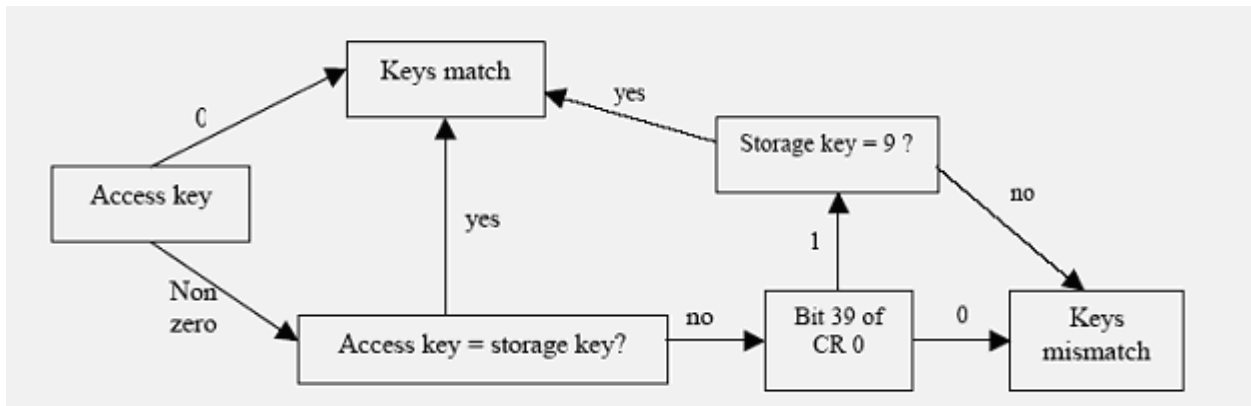 Keys match
yes
0
Storage key = 9 ?
Access key
no
yes
1
Non
zero
no
Bit 39 of
CR 0
0
Keys
mismatch
Access key = storage key?